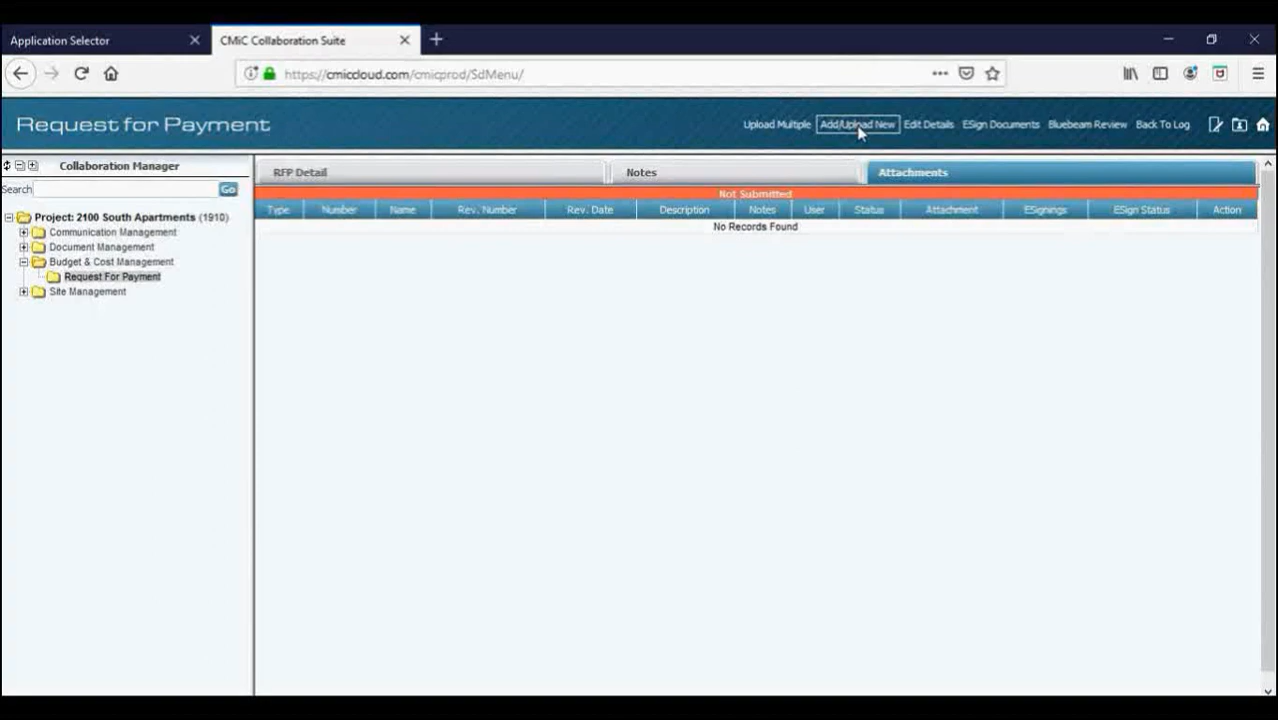 Application Selector
CMiC Collaboration Suite
https://cmiccloud.com/cmicprod/SdMenu/
Request for Payment
Upload Multiple Add/Upload New Edit Details ESign Documents Bluebeam Review Back To Log
Collaboration Manager
Search Go
Project: 2100 South Apartments (1910)
Communication Management
Document Management
Budget & Cost Management
Request For Payment
Site Management
RFP Detail Notes Attachments
Not Submitted
Type Number Name Rev. Number Rev. Date Description Notes User Status Attachment ESignings ESign Status Action
No Records Found